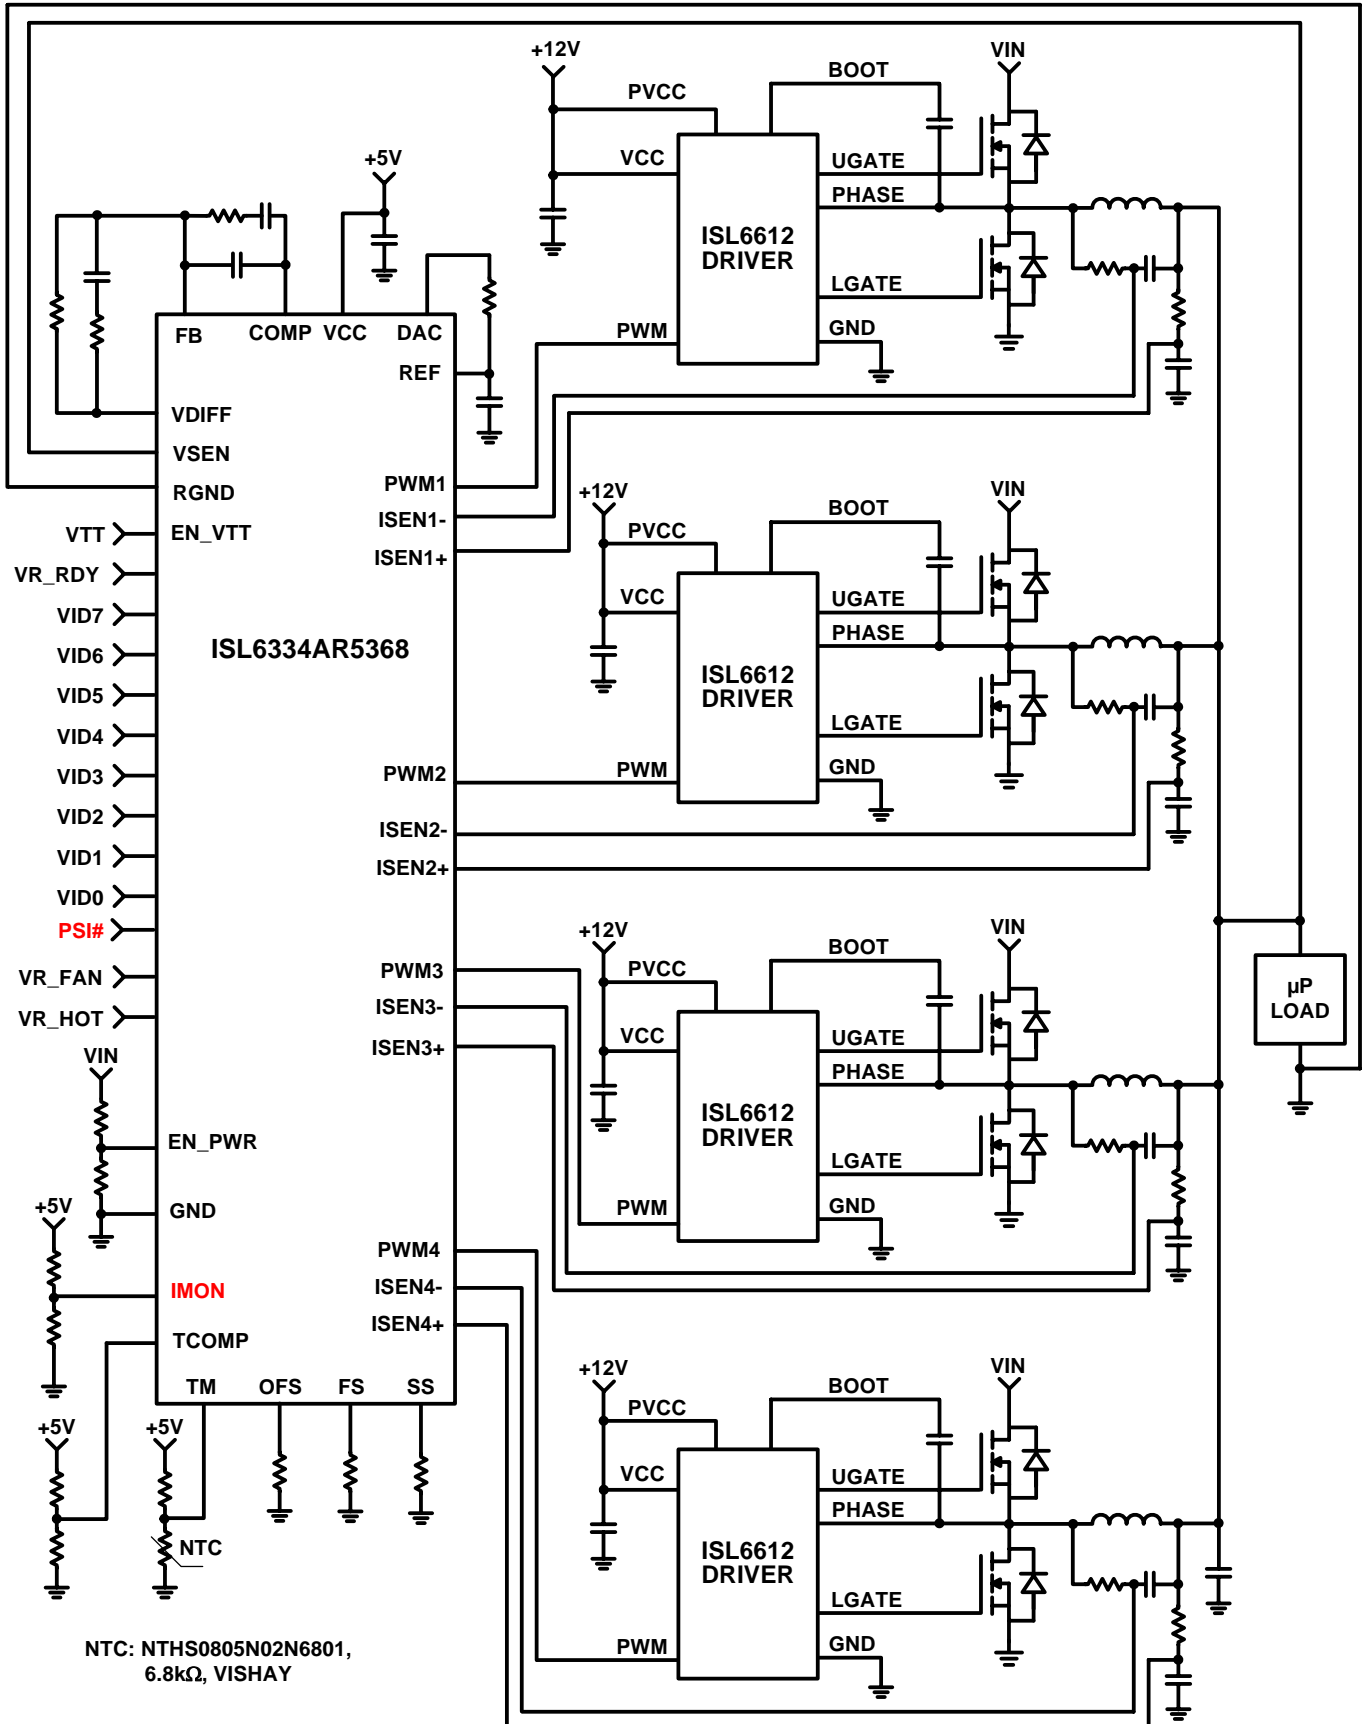 +12V
VIN
BOOT
PVCC
VCC
UGATE
PHASE
ISL6612
DRIVER
LGATE
GND
PWM
+5V
FB
COMP
VCC
DAC
REF
VDIFF
VSEN
RGND
EN_VTT
VTT
VR_RDY
VID7
VID6
VID5
VID4
VID3
VID2
VID1
VID0
PSI#
VR_FAN
VR_HOT
ISL6334AR5368
PWM1
ISEN1-
ISEN1+
PWM2
ISEN2-
ISEN2+
PWM3
ISEN3-
ISEN3+
PWM4
ISEN4-
ISEN4+
VIN
EN_PWR
GND
+5V
IMON
TCOMP
TM
OFS
FS
SS
+5V
+5V
NTC
NTC: NTHS0805N02N6801,
6.8kΩ, VISHAY
+12V
VIN
BOOT
PVCC
VCC
UGATE
PHASE
ISL6612
DRIVER
LGATE
GND
PWM
+12V
VIN
BOOT
PVCC
VCC
UGATE
PHASE
ISL6612
DRIVER
LGATE
GND
PWM
µP
LOAD
+12V
VIN
BOOT
PVCC
VCC
UGATE
PHASE
ISL6612
DRIVER
LGATE
GND
PWM